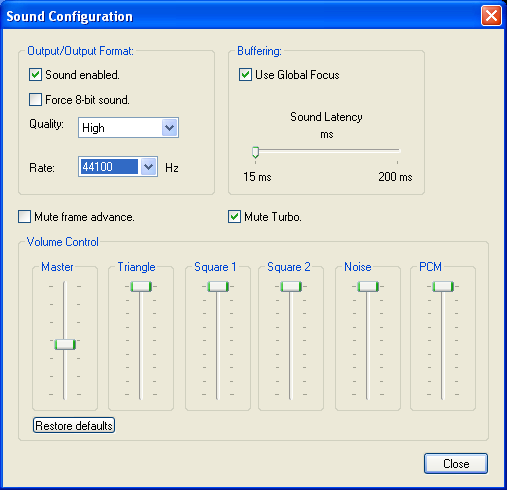 Sound Configuration
Output/Output Format:
Sound enabled.
Force 8-bit sound.
Quality: High
Rate: 44100 Hz
Buffering:
Use Global Focus
Sound Latency
ms
15 ms 200 ms
Mute frame advance. Mute Turbo.
Volume Control
Master Triangle Square 1 Square 2 Noise PCM
Restore defaults
Close